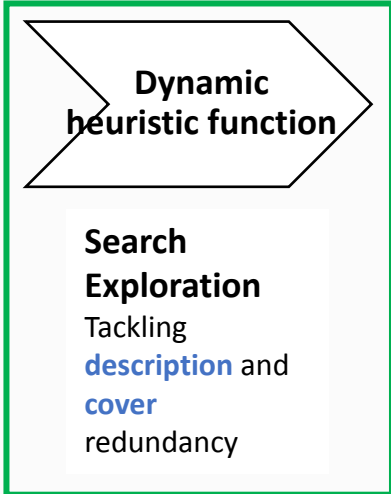 Dynamic
heuristic function
Search
Exploration
Tackling
description and
cover
redundancy